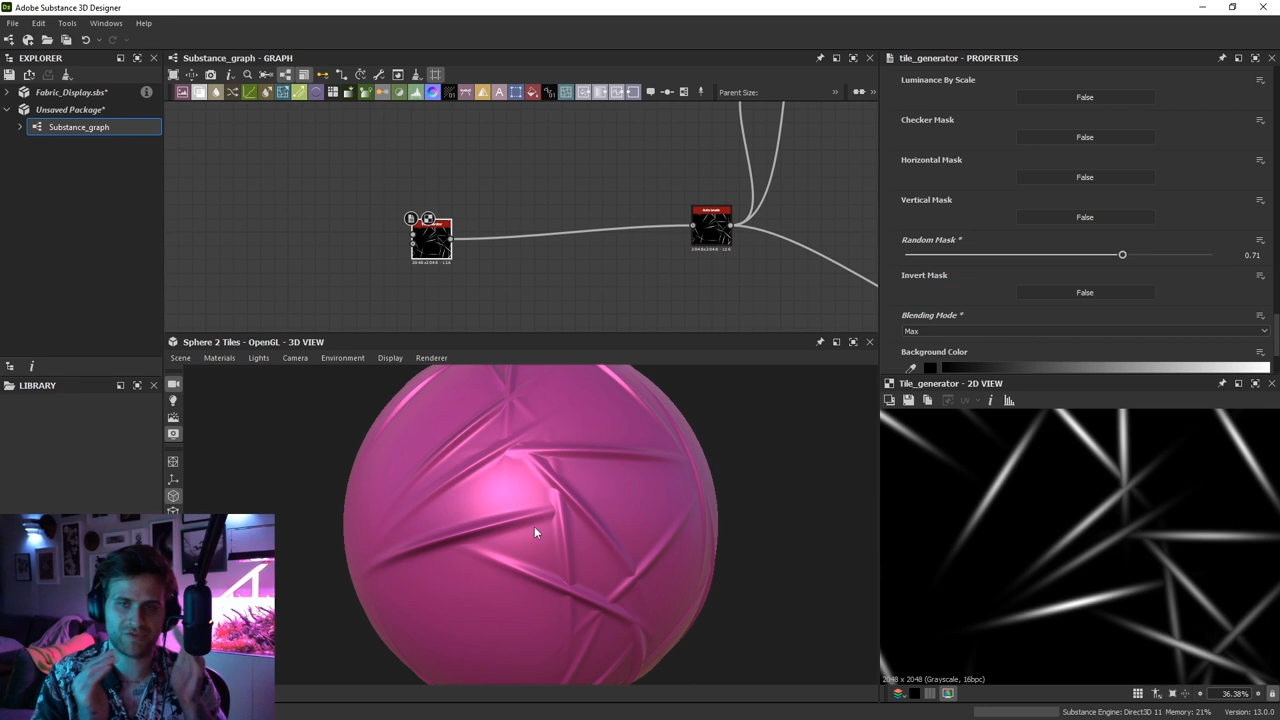 Adobe Substance 3D Designer
File Edit Tools Windows Help
EXPLORER
Fabric_Display.sbs*
Unsaved Package*
Substance_graph
LIBRARY
Substance_graph - GRAPH
Parent Size:
Sphere 2 Tiles - OpenGL - 3D VIEW
Scene Materials Lights Camera Environment Display Renderer
tile_generator - PROPERTIES
Luminance By Scale
False
Checker Mask
False
Horizontal Mask
False
Vertical Mask
False
Random Mask *
0.71
Invert Mask
False
Blending Mode *
Max
Background Color
Tile_generator - 2D VIEW
UV
2048 x 2048 (Grayscale, 16bpc)
36.38%
Substance Engine: Direct3D 11 Memory: 21% Version: 13.0.0